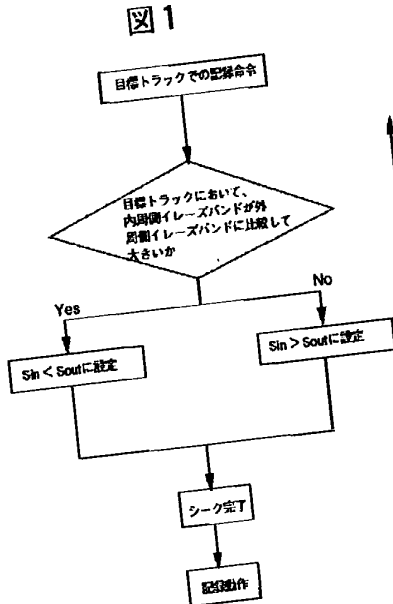 図1
目標トラックでの記録命令
目標トラックにおいて、
内周側イレーズバンドが外
周側イレーズバンドに比較して
大きいか
Yes
No
Sin < Soutに設定
Sin > Soutに設定
シーク完了
記録動作